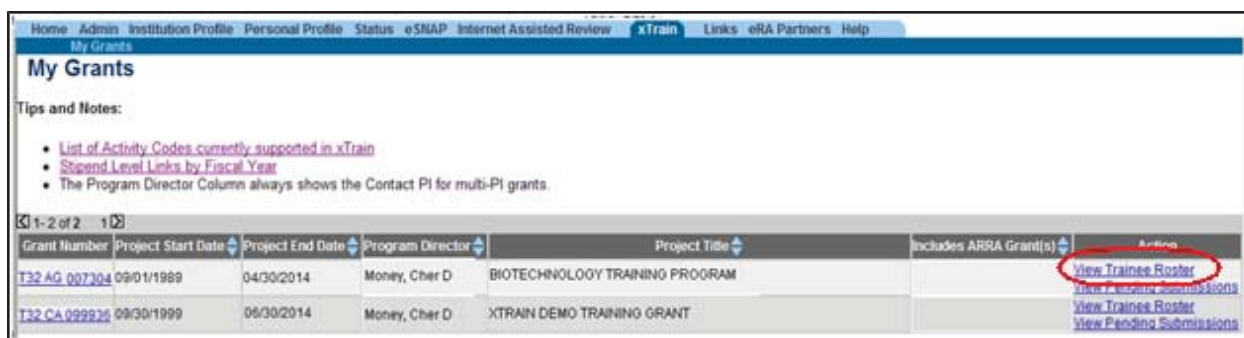 Home Admin Institution Profile Personal Profile Status eSNAP Internet Assisted Review xTrain Links eRA Partners Help
My Grants
My Grants
Tips and Notes:
• List of Activity Codes currently supported in xTrain
• Stipend Level Links by Fiscal Year
• The Program Director Column always shows the Contact PI for multi-PI grants.
1-2 of 2 1
Grant Number Project Start Date Project End Date Program Director Project Title Includes ARRA Grant(s) Action
T32 AG 007304 09/01/1989 04/30/2014 Money, Cher D BIOTECHNOLOGY TRAINING PROGRAM View Trainee Roster
View Pending Submissions
T32 CA 099936 09/30/1999 06/30/2014 Money, Cher D XTRAIN DEMO TRAINING GRANT View Trainee Roster
View Pending Submissions